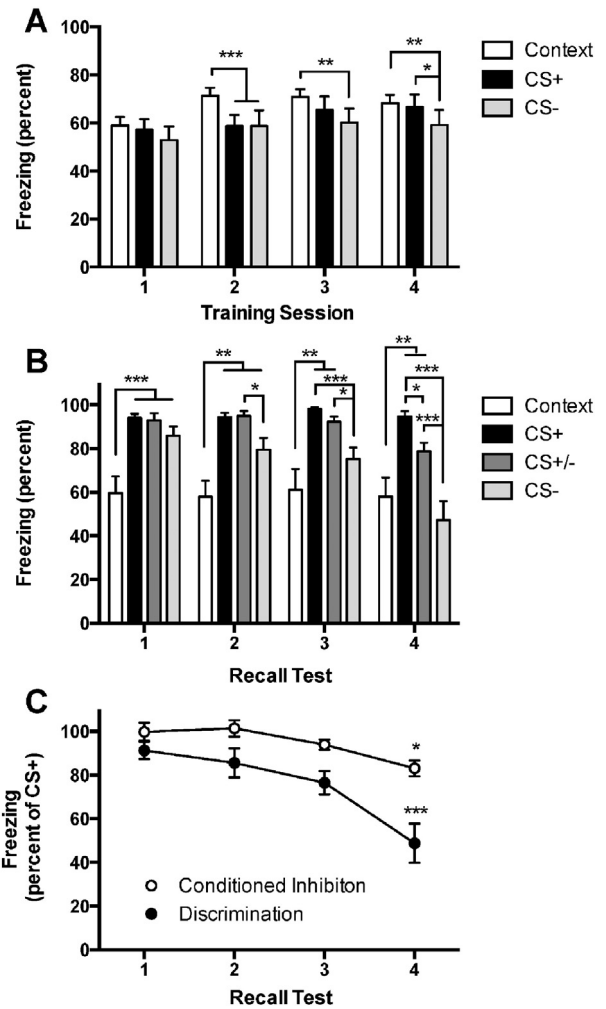 A
Freezing (percent)
100
80
60
40
20
0
***
**
**
*
Context
CS+
CS-
1 2 3 4
Training Session
B
Freezing (percent)
100
80
60
40
20
0
***
**
*
**
***
*
**
***
*
***
Context
CS+
CS+/-
CS-
1 2 3 4
Recall Test
C
Freezing
(percent of CS+)
100
80
60
40
20
0
*
***
Conditioned Inhibiton
Discrimination
1 2 3 4
Recall Test